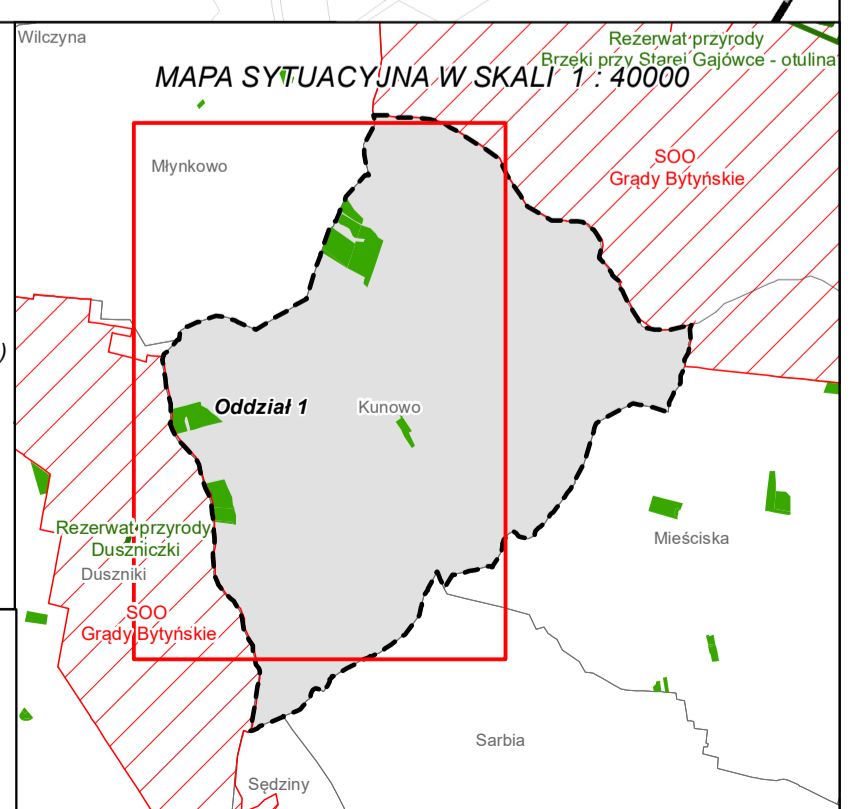 Wilczyna
Rezerwat przyrody
Brzęki przy Starej Gajówce - otulina
MAPA SYTUACYJNA W SKALI 1 : 40000
Młynkowo
SOO
Grądy Bytyńskie
)
Oddział 1
Kunowo
Rezerwat przyrody
Duszniczki
Duszniki
Mieściska
SOO
Grądy Bytyńskie
Sarbia
Sędziny